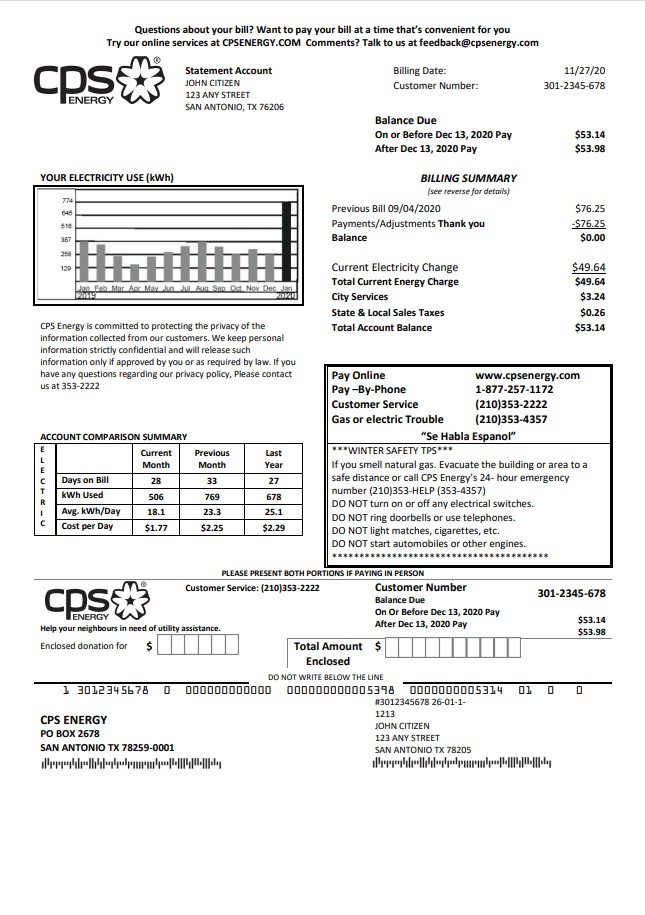 Questions about your bill? Want to pay your bill at a time that's convenient for you
Try our online services at CPSENERGY.COM Comments? Talk to us at feedback@cpsenergy.com
cps ®
ENERGY
Statement Account
JOHN CITIZEN
123 ANY STREET
SAN ANTONIO, TX 76206
Billing Date: 11/27/20
Customer Number: 301-2345-678
Balance Due
On or Before Dec 13, 2020 Pay $53.14
After Dec 13, 2020 Pay $53.98
YOUR ELECTRICITY USE (kWh)
774
645
516
387
258
129
Jan Feb Mar Apr May Jun Jul Aug Sep Oct Nov Dec Jan
2019 2020
BILLING SUMMARY
(see reverse for details)
Previous Bill 09/04/2020 $76.25
Payments/Adjustments Thank you -$76.25
Balance $0.00
Current Electricity Change $49.64
Total Current Energy Charge $49.64
City Services $3.24
State & Local Sales Taxes $0.26
Total Account Balance $53.14
CPS Energy is committed to protecting the privacy of the
information collected from our customers. We keep personal
information strictly confidential and will release such
information only if approved by you or as required by law. If you
have any questions regarding our privacy policy, Please contact
us at 353-2222
Pay Online www.cpsenergy.com
Pay –By-Phone 1-877-257-1172
Customer Service (210)353-2222
Gas or electric Trouble (210)353-4357
"Se Habla Espanol"
***WINTER SAFETY TPS***
If you smell natural gas. Evacuate the building or area to a
safe distance or call CPS Energy's 24- hour emergency
number (210)353-HELP (353-4357)
DO NOT turn on or off any electrical switches.
DO NOT ring doorbells or use telephones.
DO NOT light matches, cigarettes, etc.
DO NOT start automobiles or other engines.
****************************************
ACCOUNT COMPARISON SUMMARY
ELECTRIC
Current Month Previous Month Last Year
Days on Bill 28 33 27
kWh Used 506 769 678
Avg. kWh/Day 18.1 23.3 25.1
Cost per Day $1.77 $2.25 $2.29
PLEASE PRESENT BOTH PORTIONS IF PAYING IN PERSON
cps ®
ENERGY
Customer Service: (210)353-2222
Customer Number 301-2345-678
Balance Due
On Or Before Dec 13, 2020 Pay $53.14
After Dec 13, 2020 Pay $53.98
Help your neighbours in need of utility assistance.
Enclosed donation for $
Total Amount $
Enclosed
DO NOT WRITE BELOW THE LINE
1 3012345678 0 000000000000 000000000005398 0000000005314 01 0 0
#3012345678 26-01-1-
1213
JOHN CITIZEN
123 ANY STREET
SAN ANTONIO TX 78205
CPS ENERGY
PO BOX 2678
SAN ANTONIO TX 78259-0001